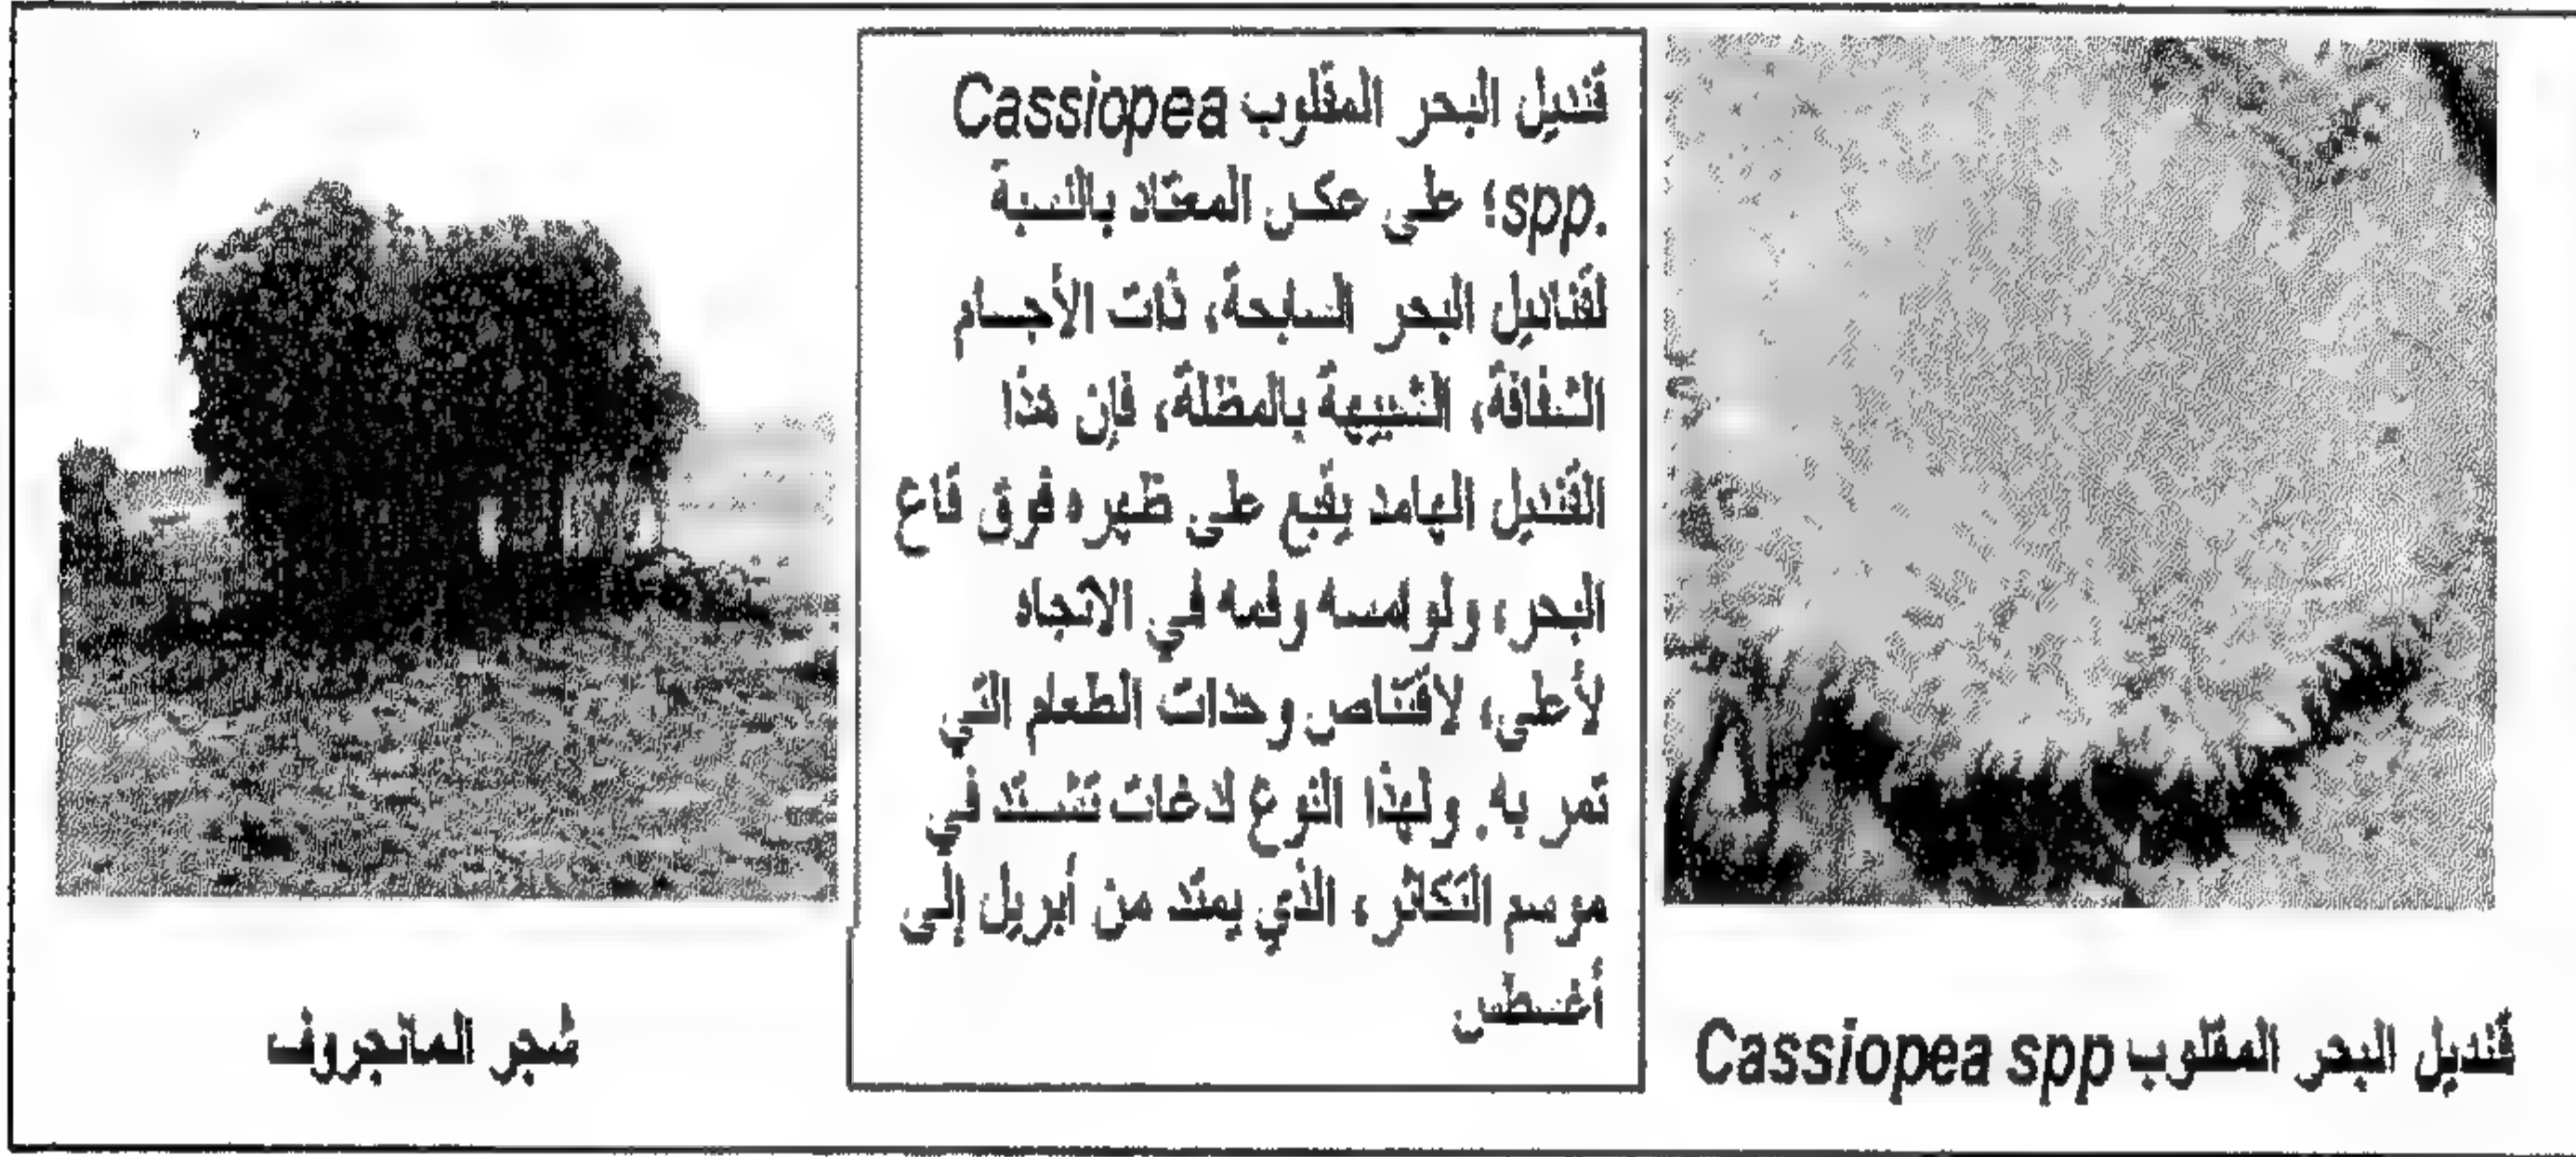 قنديل البحر المقلوب Cassiopea
spp.؛ على عكس المعتاد بالنسبة
لقناديل البحر السابحة، ذات الأجسام
الشفافة، الشبيهة بالمظلة، فإن هذا
القنديل الهامد يقبع على ظهره فوق قاع
البحر، ولوامسه وفمه في الاتجاه
لأعلى، لاقتناص وحدات الطعام التي
تمر به. ولهذا النوع لادغات تشتد في
موسم التكاثر، الذي يمتد من أبريل إلى
أغسطس
قنديل البحر المقلوب Cassiopea spp
شجر المانجروف